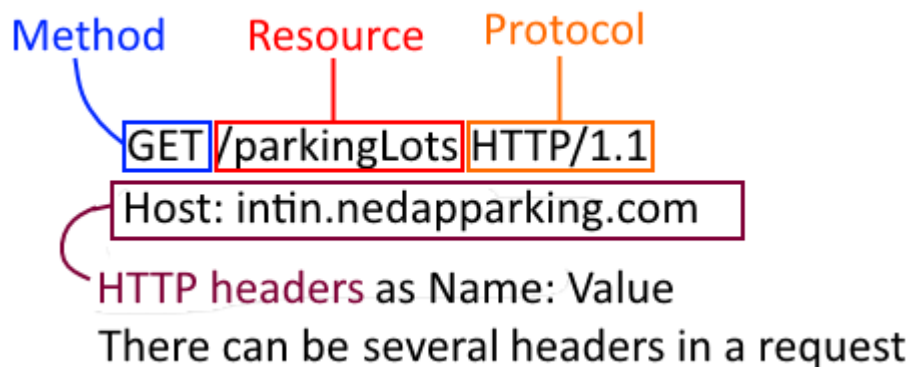 Method Resource Protocol
GET /parkingLots HTTP/1.1
Host: intin.nedapparking.com
HTTP headers as Name: Value
There can be several headers in a request